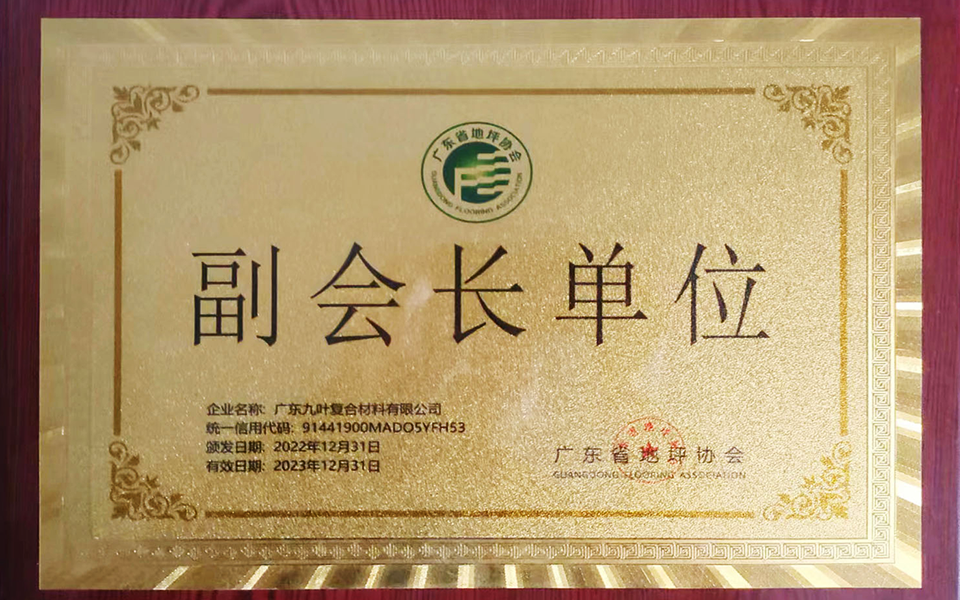 广东省地坪协会
GUANGDONG FLOORING ASSOCIATION
副会长单位
企业名称: 广东九叶复合材料有限公司
统一信用代码: 91441900MADO5YFH53
颁发日期: 2022年12月31日
有效日期: 2023年12月31日
广东省地坪协会
GUANGDONG FLOORING ASSOCIATION